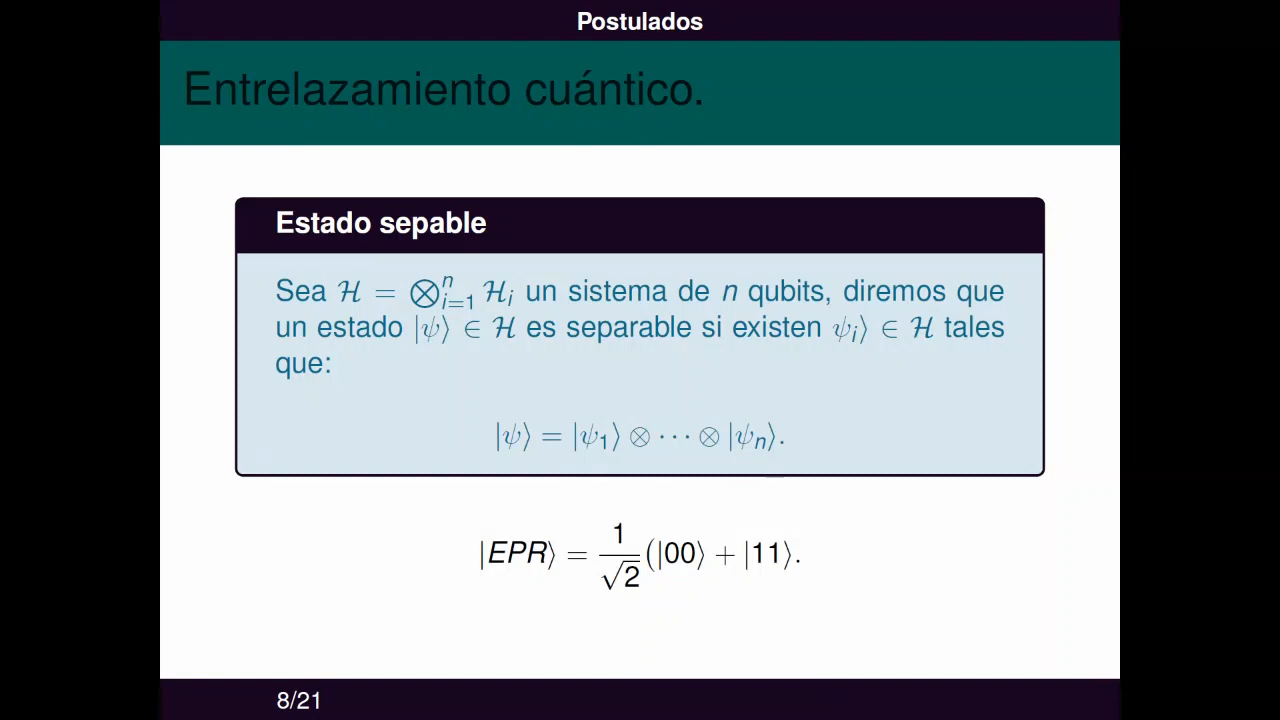 Postulados
Entrelazamiento cuántico.
Estado sepable
Sea ℋ = ⊗ⁿᵢ₌₁ ℋᵢ un sistema de n qubits, diremos que
un estado |ψ⟩ ∈ ℋ es separable si existen ψᵢ⟩ ∈ ℋ tales
que:
|ψ⟩ = |ψ₁⟩ ⊗ ··· ⊗ |ψₙ⟩.
|EPR⟩ = 1/√2 (|00⟩ + |11⟩.
8/21